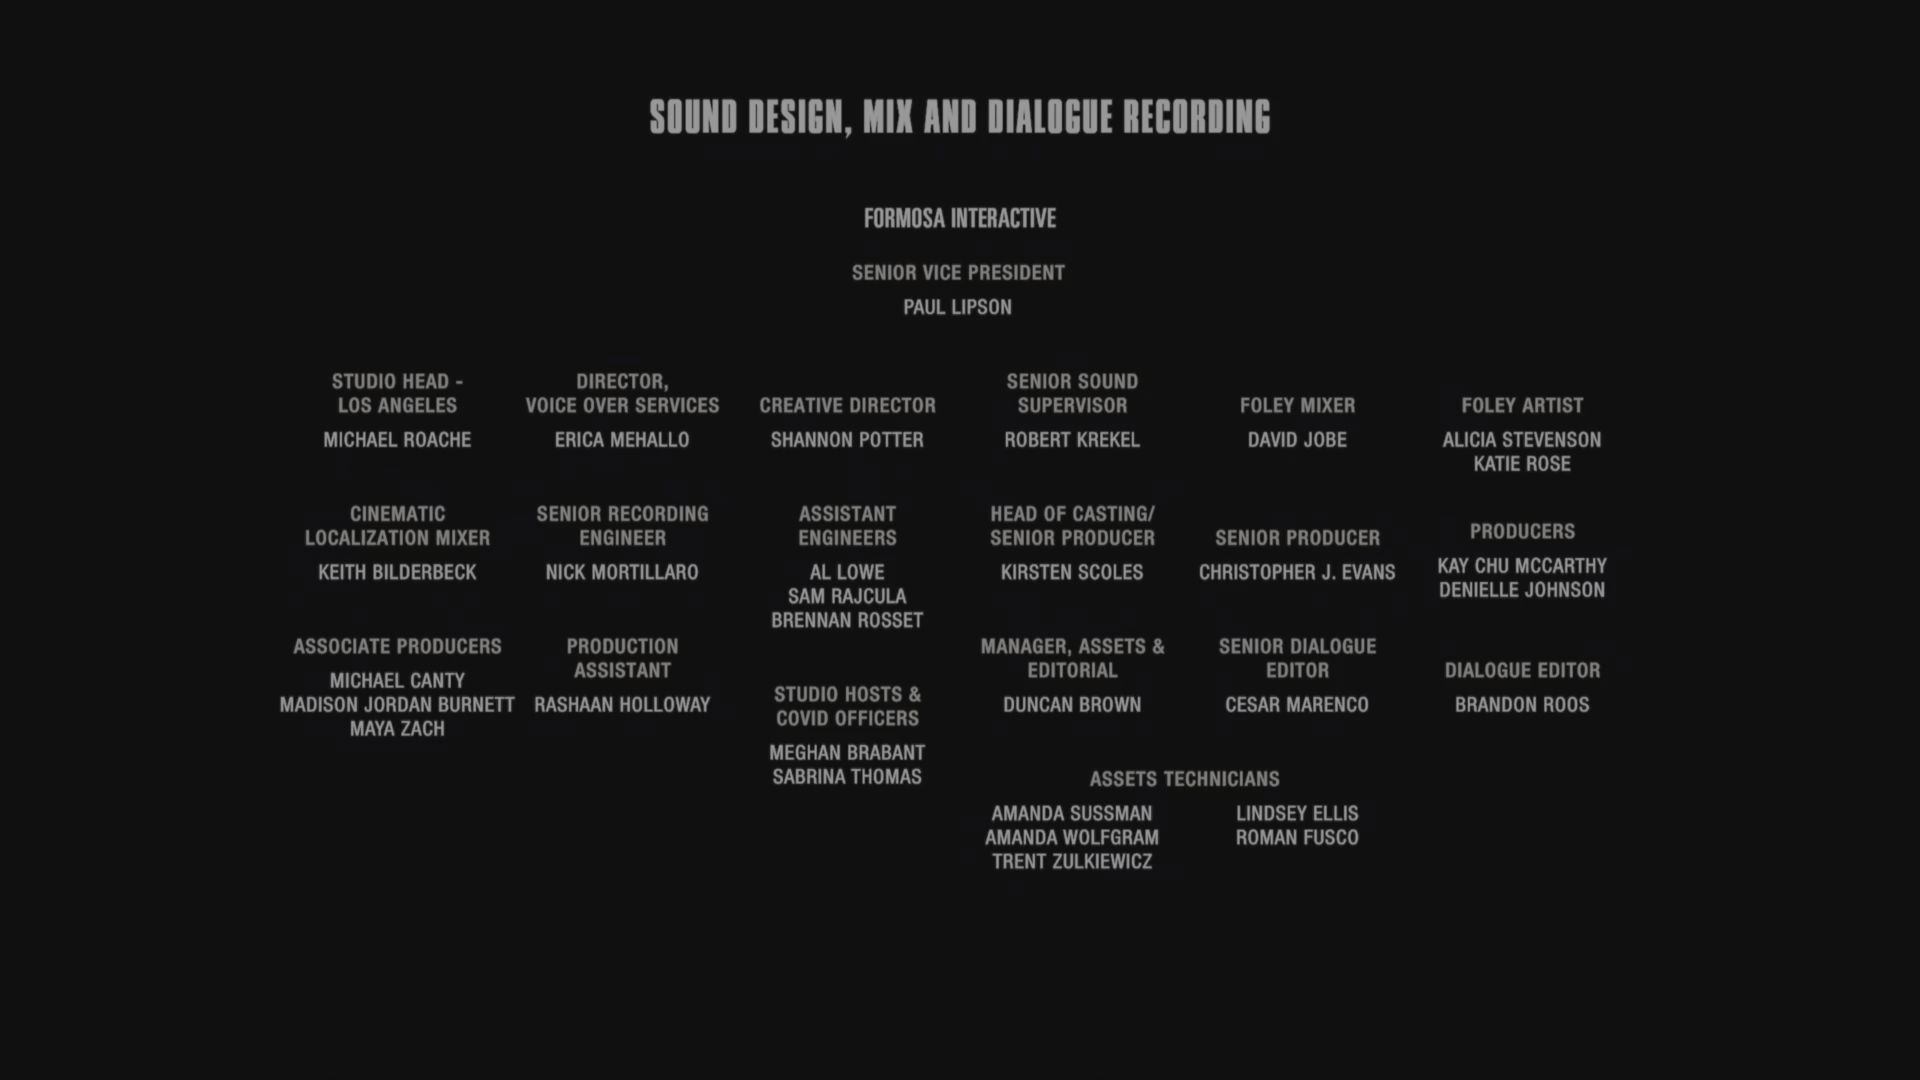 SOUND DESIGN, MIX AND DIALOGUE RECORDING
FORMOSA INTERACTIVE
SENIOR VICE PRESIDENT
PAUL LIPSON
STUDIO HEAD -
LOS ANGELES
MICHAEL ROACHE
DIRECTOR,
VOICE OVER SERVICES
ERICA MEHALLO
CREATIVE DIRECTOR
SHANNON POTTER
SENIOR SOUND
SUPERVISOR
ROBERT KREKEL
FOLEY MIXER
DAVID JOBE
FOLEY ARTIST
ALICIA STEVENSON
KATIE ROSE
CINEMATIC
LOCALIZATION MIXER
KEITH BILDERBECK
SENIOR RECORDING
ENGINEER
NICK MORTILLARO
ASSISTANT
ENGINEERS
AL LOWE
SAM RAJCULA
BRENNAN ROSSET
HEAD OF CASTING/
SENIOR PRODUCER
KIRSTEN SCOLES
SENIOR PRODUCER
CHRISTOPHER J. EVANS
PRODUCERS
KAY CHU MCCARTHY
DENIELLE JOHNSON
ASSOCIATE PRODUCERS
MICHAEL CANTY
MADISON JORDAN BURNETT
MAYA ZACH
PRODUCTION
ASSISTANT
RASHAAN HOLLOWAY
STUDIO HOSTS &
COVID OFFICERS
MEGHAN BRABANT
SABRINA THOMAS
MANAGER, ASSETS &
EDITORIAL
DUNCAN BROWN
SENIOR DIALOGUE
EDITOR
CESAR MARENCO
DIALOGUE EDITOR
BRANDON ROOS
ASSETS TECHNICIANS
AMANDA SUSSMAN
AMANDA WOLFGRAM
TRENT ZULKIEWICZ
LINDSEY ELLIS
ROMAN FUSCO